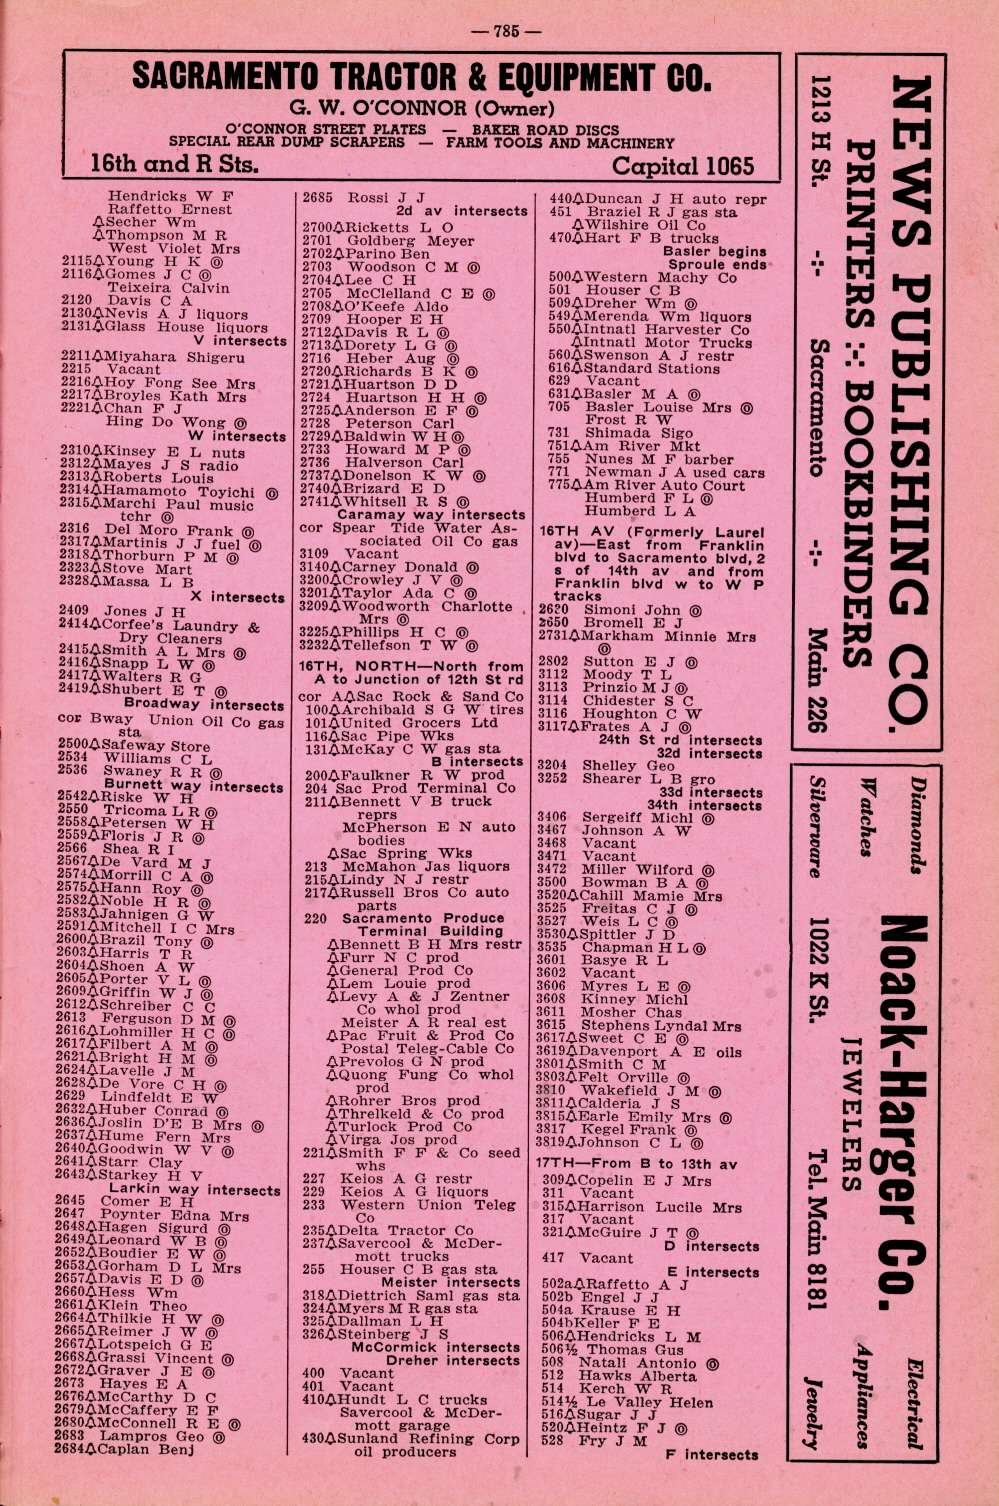 — 785 —
SACRAMENTO TRACTOR & EQUIPMENT CO.
G. W. O'CONNOR (Owner)
O'CONNOR STREET PLATES — BAKER ROAD DISCS
SPECIAL REAR DUMP SCRAPERS — FARM TOOLS AND MACHINERY
16th and R Sts. Capital 1065
Hendricks W F
Raffetto Ernest
△Secher Wm
△Thompson M R
West Violet Mrs
2115△Young H K ⓞ
2116△Gomes J C ⓞ
Teixeira Calvin
2120 Davis C A
2130△Nevis A J liquors
2131△Glass House liquors
V intersects
2211△Miyahara Shigeru
2215 Vacant
2216△Hoy Fong See Mrs
2217△Broyles Kath Mrs
2221△Chan F J
Hing Do Wong ⓞ
W intersects
2310△Kinsey E L nuts
2312△Mayes J S radio
2313△Roberts Louis
2314△Hamamoto Toyichi ⓞ
2315△Marchi Paul music
tchr ⓞ
2316 Del Moro Frank ⓞ
2317△Martinis J J fuel ⓞ
2318△Thorburn P M ⓞ
2323△Stove Mart
2328△Massa L B
X intersects
2409 Jones J H
2414△Corfee's Laundry &
Dry Cleaners
2415△Smith A L Mrs ⓞ
2416△Snapp L W ⓞ
2417△Walters R G
2419△Shubert E T ⓞ
Broadway intersects
cor Bway Union Oil Co gas
sta
2500△Safeway Store
2534 Williams C L
2536 Swaney R R ⓞ
Burnett way intersects
2542△Riske W H
2550 Tricoma L R ⓞ
2558△Petersen W H
2559△Floris J R ⓞ
2566 Shea R I
2567△De Vard M J
2574△Morrill C A ⓞ
2575△Hann Roy ⓞ
2582△Noble H R ⓞ
2583△Jahnigen G W
2591△Mitchell I C Mrs
2600△Brazil Tony ⓞ
2603△Harris T R
2604△Shoen A W
2605△Porter V L ⓞ
2609△Griffin W J ⓞ
2612△Schreiber C C
2613 Ferguson D M ⓞ
2616△Lohmiller H C ⓞ
2617△Filbert A M ⓞ
2621△Bright H M ⓞ
2624△Lavelle J M
2628△De Vore C H ⓞ
2629 Lindfeldt E W
2632△Huber Conrad ⓞ
2636△Joslin D'E B Mrs ⓞ
2637△Hume Fern Mrs
2640△Goodwin W V ⓞ
2641△Starr Clay
2643△Starkey H V
Larkin way intersects
2645 Comer E H
2647 Poynter Edna Mrs
2648△Hagen Sigurd ⓞ
2649△Leonard W B ⓞ
2652△Boudier E W ⓞ
2653△Gorham D L Mrs
2657△Davis E D ⓞ
2660△Hess Wm
2661△Klein Theo
2664△Thilkie H W ⓞ
2665△Reimer J W ⓞ
2667△Lotspeich G E
2668△Grassi Vincent ⓞ
2672△Graver J E ⓞ
2673 Hayes E A
2676△McCarthy D C
2679△McCaffery E F
2680△McConnell R E ⓞ
2683 Lampros Geo ⓞ
2684△Caplan Benj
2685 Rossi J J
2d av intersects
2700△Ricketts L O
2701 Goldberg Meyer
2702△Parino Ben
2703 Woodson C M ⓞ
2704△Lee C H
2705 McClelland C E ⓞ
2708△O'Keefe Aldo
2709 Hooper E H
2712△Davis R L ⓞ
2713△Dorety L G ⓞ
2716 Heber Aug ⓞ
2720△Richards B K ⓞ
2721△Huartson D D
2724 Huartson H H ⓞ
2725△Anderson E F ⓞ
2728 Peterson Carl
2729△Baldwin W H ⓞ
2733 Howard M P ⓞ
2736 Halverson Carl
2737△Donelson K W ⓞ
2740△Brizard E D
2741△Whitsell R S ⓞ
Caramay way intersects
cor Spear Tide Water As-
sociated Oil Co gas
3109 Vacant
3140△Carney Donald ⓞ
3200△Crowley J V ⓞ
3201△Taylor Ada C ⓞ
3209△Woodworth Charlotte
Mrs ⓞ
3225△Phillips H C ⓞ
3232△Tellefson T W ⓞ
16TH, NORTH—North from
A to Junction of 12th St rd
cor A△Sac Rock & Sand Co
100△Archibald S G W tires
101△United Grocers Ltd
116△Sac Pipe Wks
131△McKay C W gas sta
B intersects
200△Faulkner R W prod
204 Sac Prod Terminal Co
211△Bennett V B truck
reprs
McPherson E N auto
bodies
△Sac Spring Wks
213 McMahon Jas liquors
215△Lindy N J restr
217△Russell Bros Co auto
parts
220 Sacramento Produce
Terminal Building
△Bennett B H Mrs restr
△Furr N C prod
△General Prod Co
△Lem Louie prod
△Levy A & J Zentner
Co whol prod
Meister A R real est
△Pac Fruit & Prod Co
Postal Teleg-Cable Co
△Prevolos G N prod
△Quong Fung Co whol
prod
△Rohrer Bros prod
△Threlkeld & Co prod
△Turlock Prod Co
△Virga Jos prod
221△Smith F F & Co seed
whs
227 Keios A G restr
229 Keios A G liquors
233 Western Union Teleg
Co
235△Delta Tractor Co
237△Savercool & McDer-
mott trucks
255 Houser C B gas sta
Meister intersects
318△Diettrich Saml gas sta
324△Myers M R gas sta
325△Dallman L H
326△Steinberg J S
McCormick intersects
Dreher intersects
400 Vacant
401 Vacant
410△Hundt L C trucks
Savercool & McDer-
mott garage
430△Sunland Refining Corp
oil producers
440△Duncan J H auto repr
451 Braziel R J gas sta
△Wilshire Oil Co
470△Hart F B trucks
Basler begins
Sproule ends
500△Western Machy Co
501 Houser C B
509△Dreher Wm ⓞ
549△Merenda Wm liquors
550△Intnatl Harvester Co
△Intnatl Motor Trucks
560△Swenson A J restr
616△Standard Stations
629 Vacant
631△Basler M A ⓞ
705 Basler Louise Mrs ⓞ
Frost R W
731 Shimada Sigo
751△Am River Mkt
755 Nunes M F barber
771 Newman J A used cars
775△Am River Auto Court
Humberd F L ⓞ
Humberd L A
16TH AV (Formerly Laurel
av)—East from Franklin
blvd to Sacramento blvd, 2
s of 14th av and from
Franklin blvd w to W P
tracks
2620 Simoni John ⓞ
2650 Bromell E J
2731△Markham Minnie Mrs
ⓞ
2802 Sutton E J ⓞ
3112 Moody T L
3113 Prinzio M J ⓞ
3114 Chidester S C
3116 Houghton C W
3117△Frates A J ⓞ
24th St rd intersects
32d intersects
3204 Shelley Geo
3252 Shearer L B gro
33d intersects
34th intersects
3406 Sergeiff Michl ⓞ
3467 Johnson A W
3468 Vacant
3471 Vacant
3472 Miller Wilford ⓞ
3500 Bowman B A ⓞ
3520△Cahill Mamie Mrs
3525 Freitas C J ⓞ
3527 Weis L C ⓞ
3530△Spittler J D
3535 Chapman H L ⓞ
3601 Basye R L
3602 Vacant
3606 Myres L E ⓞ
3608 Kinney Michl
3611 Mosher Chas
3615 Stephens Lyndal Mrs
3617△Sweet C E ⓞ
3619△Davenport A E oils
3801△Smith C M
3803△Felt Orville ⓞ
3810 Wakefield J M ⓞ
3811△Calderia J S
3815△Earle Emily Mrs ⓞ
3817 Kegel Frank ⓞ
3819△Johnson C L ⓞ
17TH—From B to 13th av
309△Copelin E J Mrs
311 Vacant
315△Harrison Lucile Mrs
317 Vacant
321△McGuire J T ⓞ
D intersects
417 Vacant
E intersects
502a△Raffetto A J
502b Engel J J
504a Krause E H
504bKeller F E
506△Hendricks L M
506½ Thomas Gus
508 Natali Antonio ⓞ
512 Hawks Alberta
514 Kerch W R
514½ Le Valley Helen
516△Sugar J J
520△Heintz F J ⓞ
528 Fry J M
F intersects
NEWS PUBLISHING CO.
PRINTERS -:- BOOKBINDERS
1213 H St. -:- Sacramento -:- Main 226
Diamonds
Watches
Silverware
Noack-Harger Co.
JEWELERS
1022 K St. Tel. Main 8181
Electrical
Appliances
Jewelry